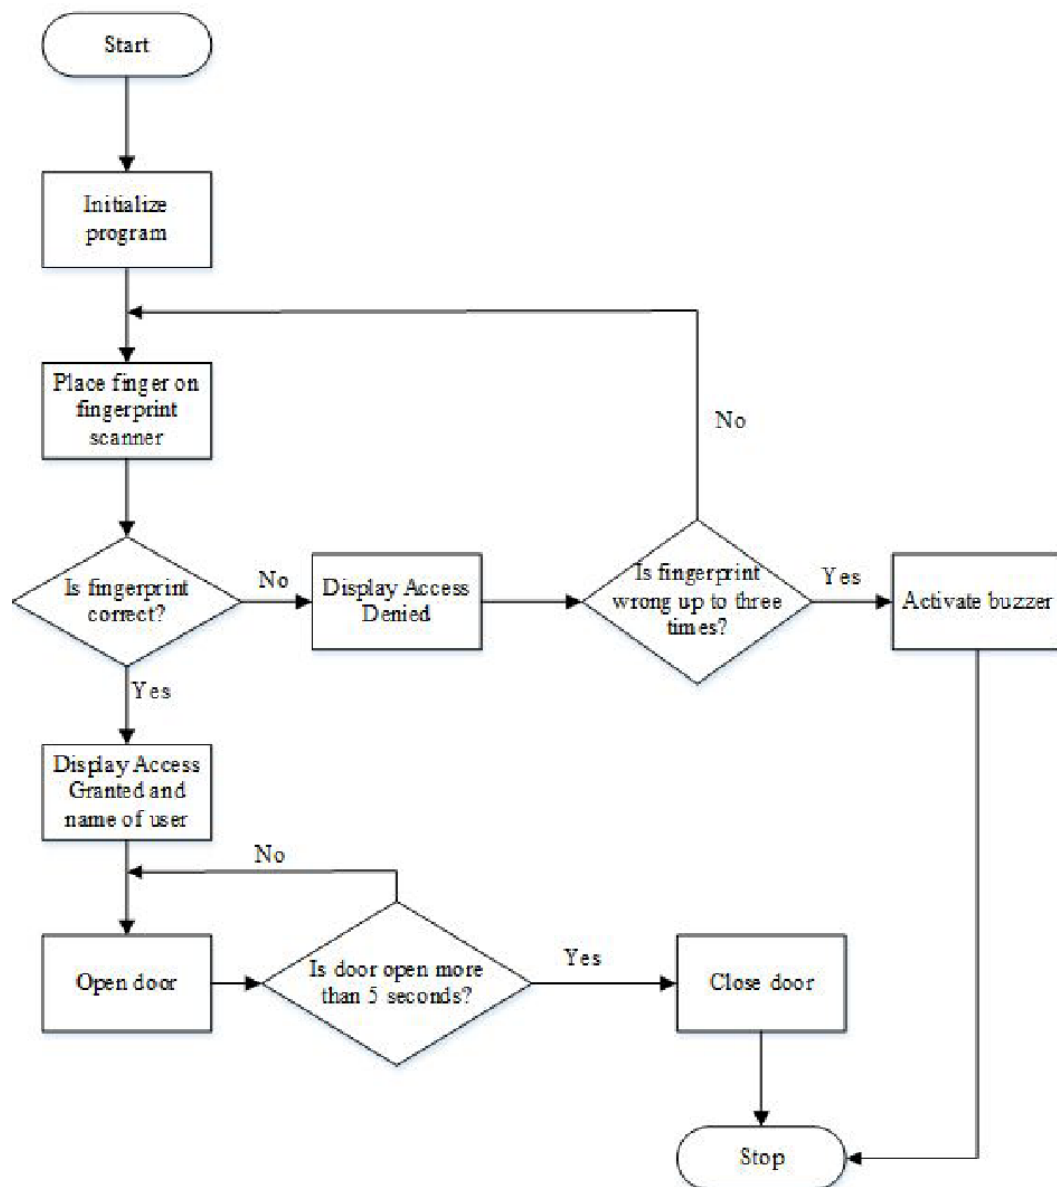 Start
Initialize
program
Place finger on
fingerprint
scanner
No
Is fingerprint
correct?
No
Display Access
Denied
Is fingerprint
wrong up to three
times?
Yes
Activate buzzer
Yes
Display Access
Granted and
name of user
No
Open door
Is door open more
than 5 seconds?
Yes
Close door
Stop